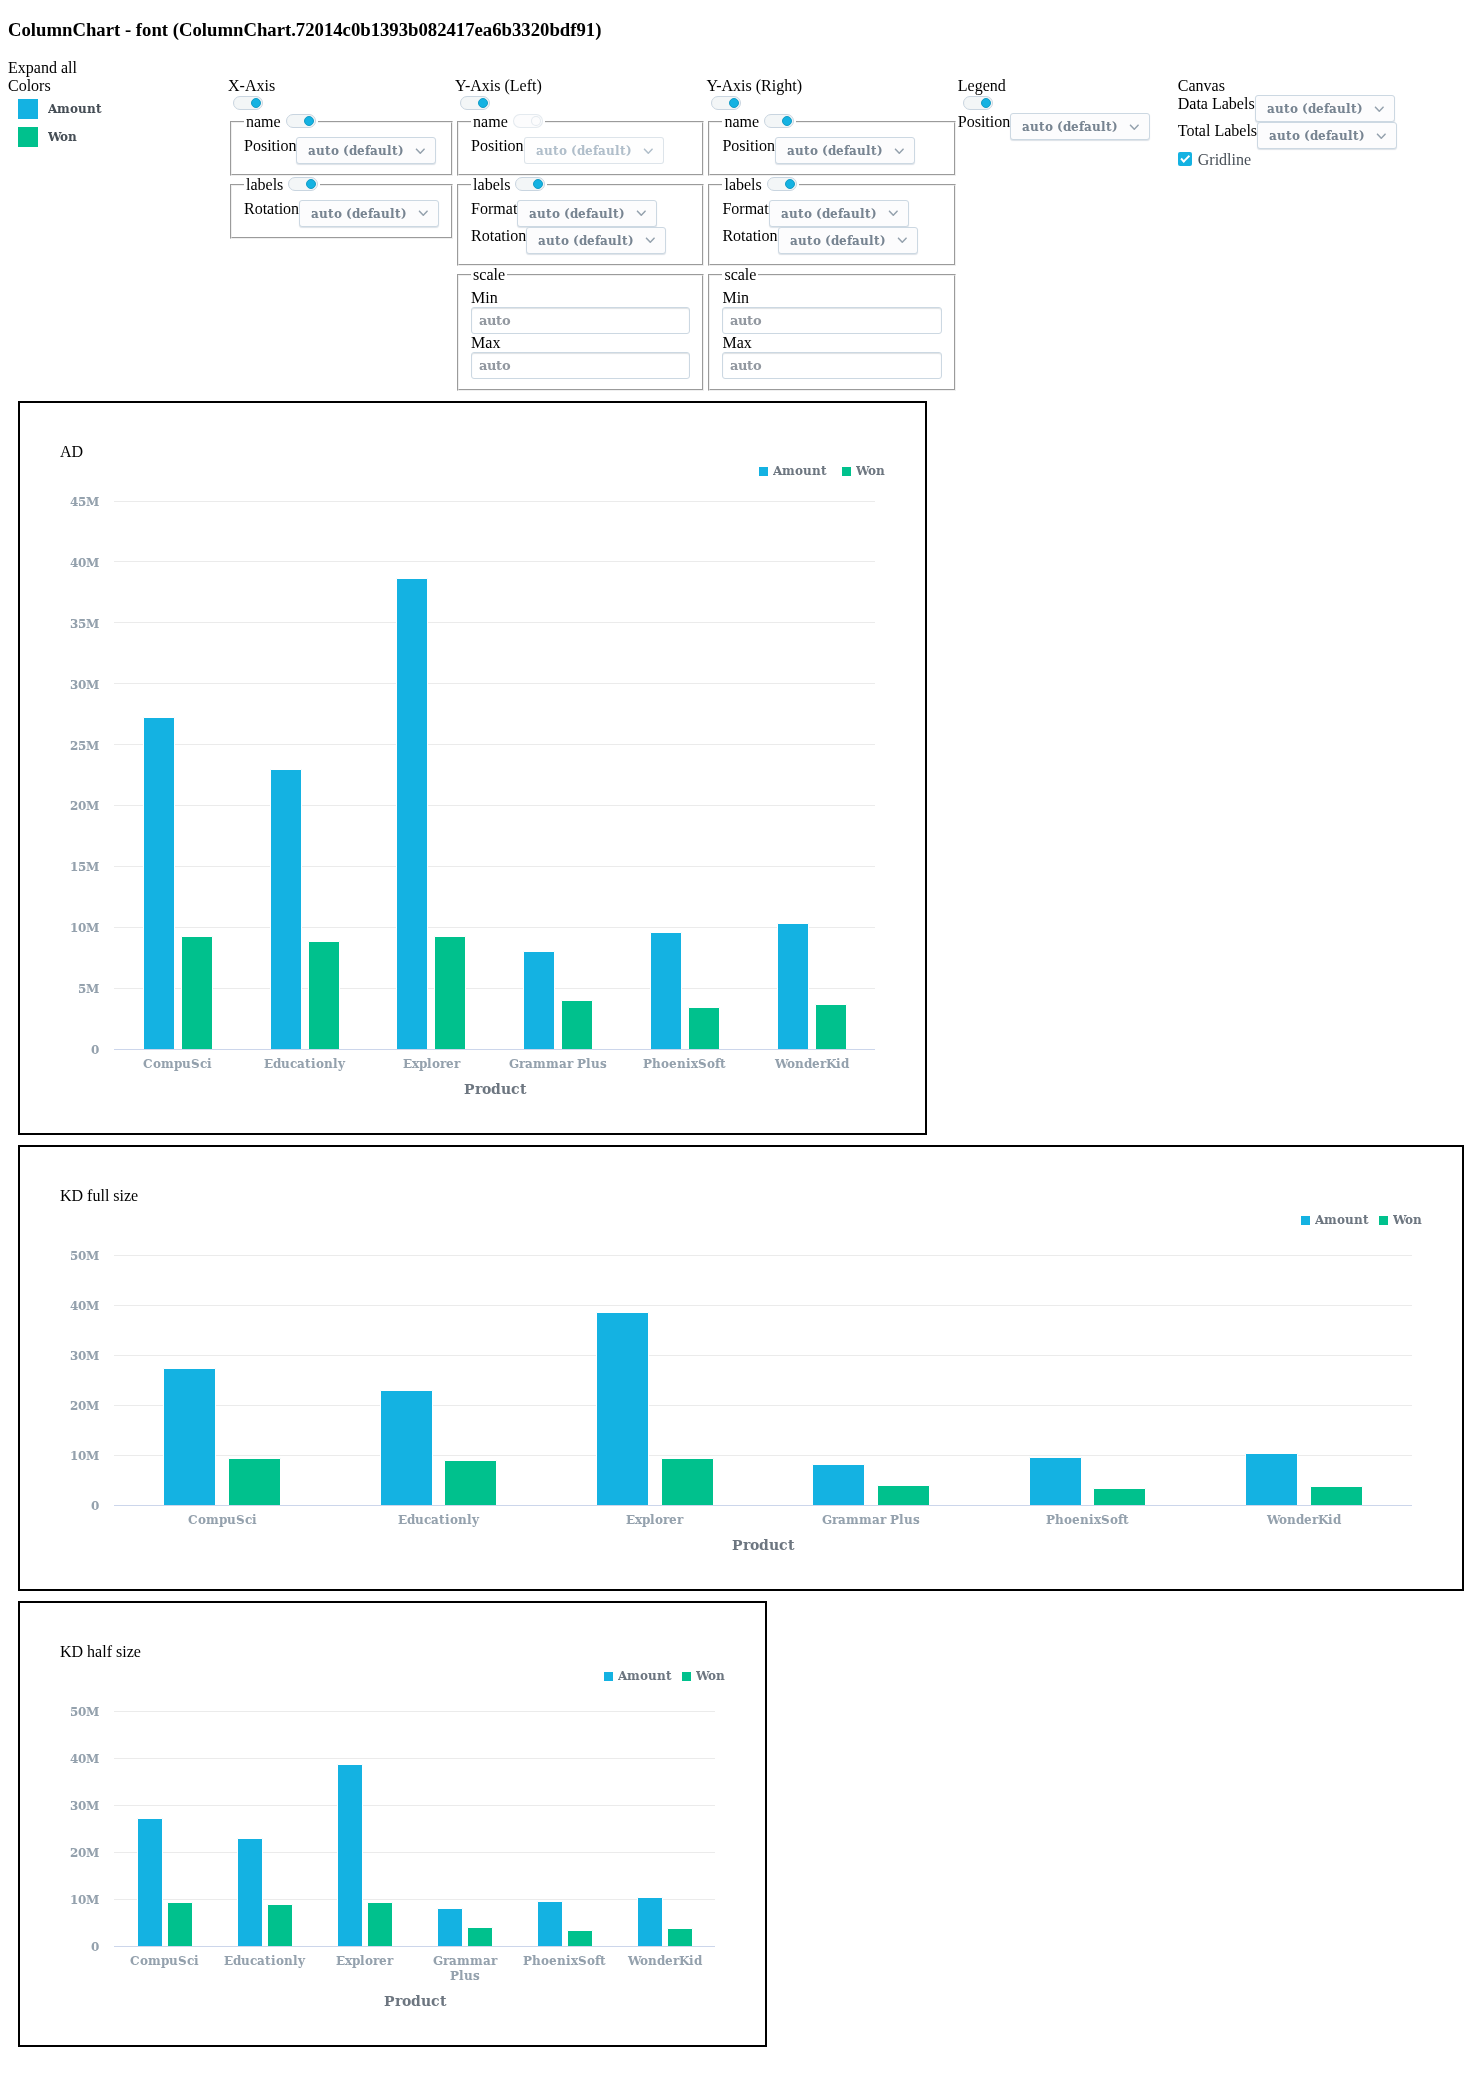 ColumnChart - font (ColumnChart.72014c0b1393b082417ea6b3320bdf91)
Expand all
Colors
Amount
Won
X-Axis
name
Position auto (default)
labels
Rotation auto (default)
Y-Axis (Left)
name
Position auto (default)
labels
Format auto (default)
Rotation auto (default)
scale
Min
auto
Max
auto
Y-Axis (Right)
name
Position auto (default)
labels
Format auto (default)
Rotation auto (default)
scale
Min
auto
Max
auto
Legend
Position auto (default)
Canvas
Data Labels auto (default)
Total Labels auto (default)
Gridline
AD
Amount Won
45M
40M
35M
30M
25M
20M
15M
10M
5M
0
CompuSci Educationly Explorer Grammar Plus PhoenixSoft WonderKid
Product
KD full size
Amount Won
50M
40M
30M
20M
10M
0
CompuSci Educationly Explorer Grammar Plus PhoenixSoft WonderKid
Product
KD half size
Amount Won
50M
40M
30M
20M
10M
0
CompuSci Educationly Explorer Grammar PhoenixSoft WonderKid
Plus
Product